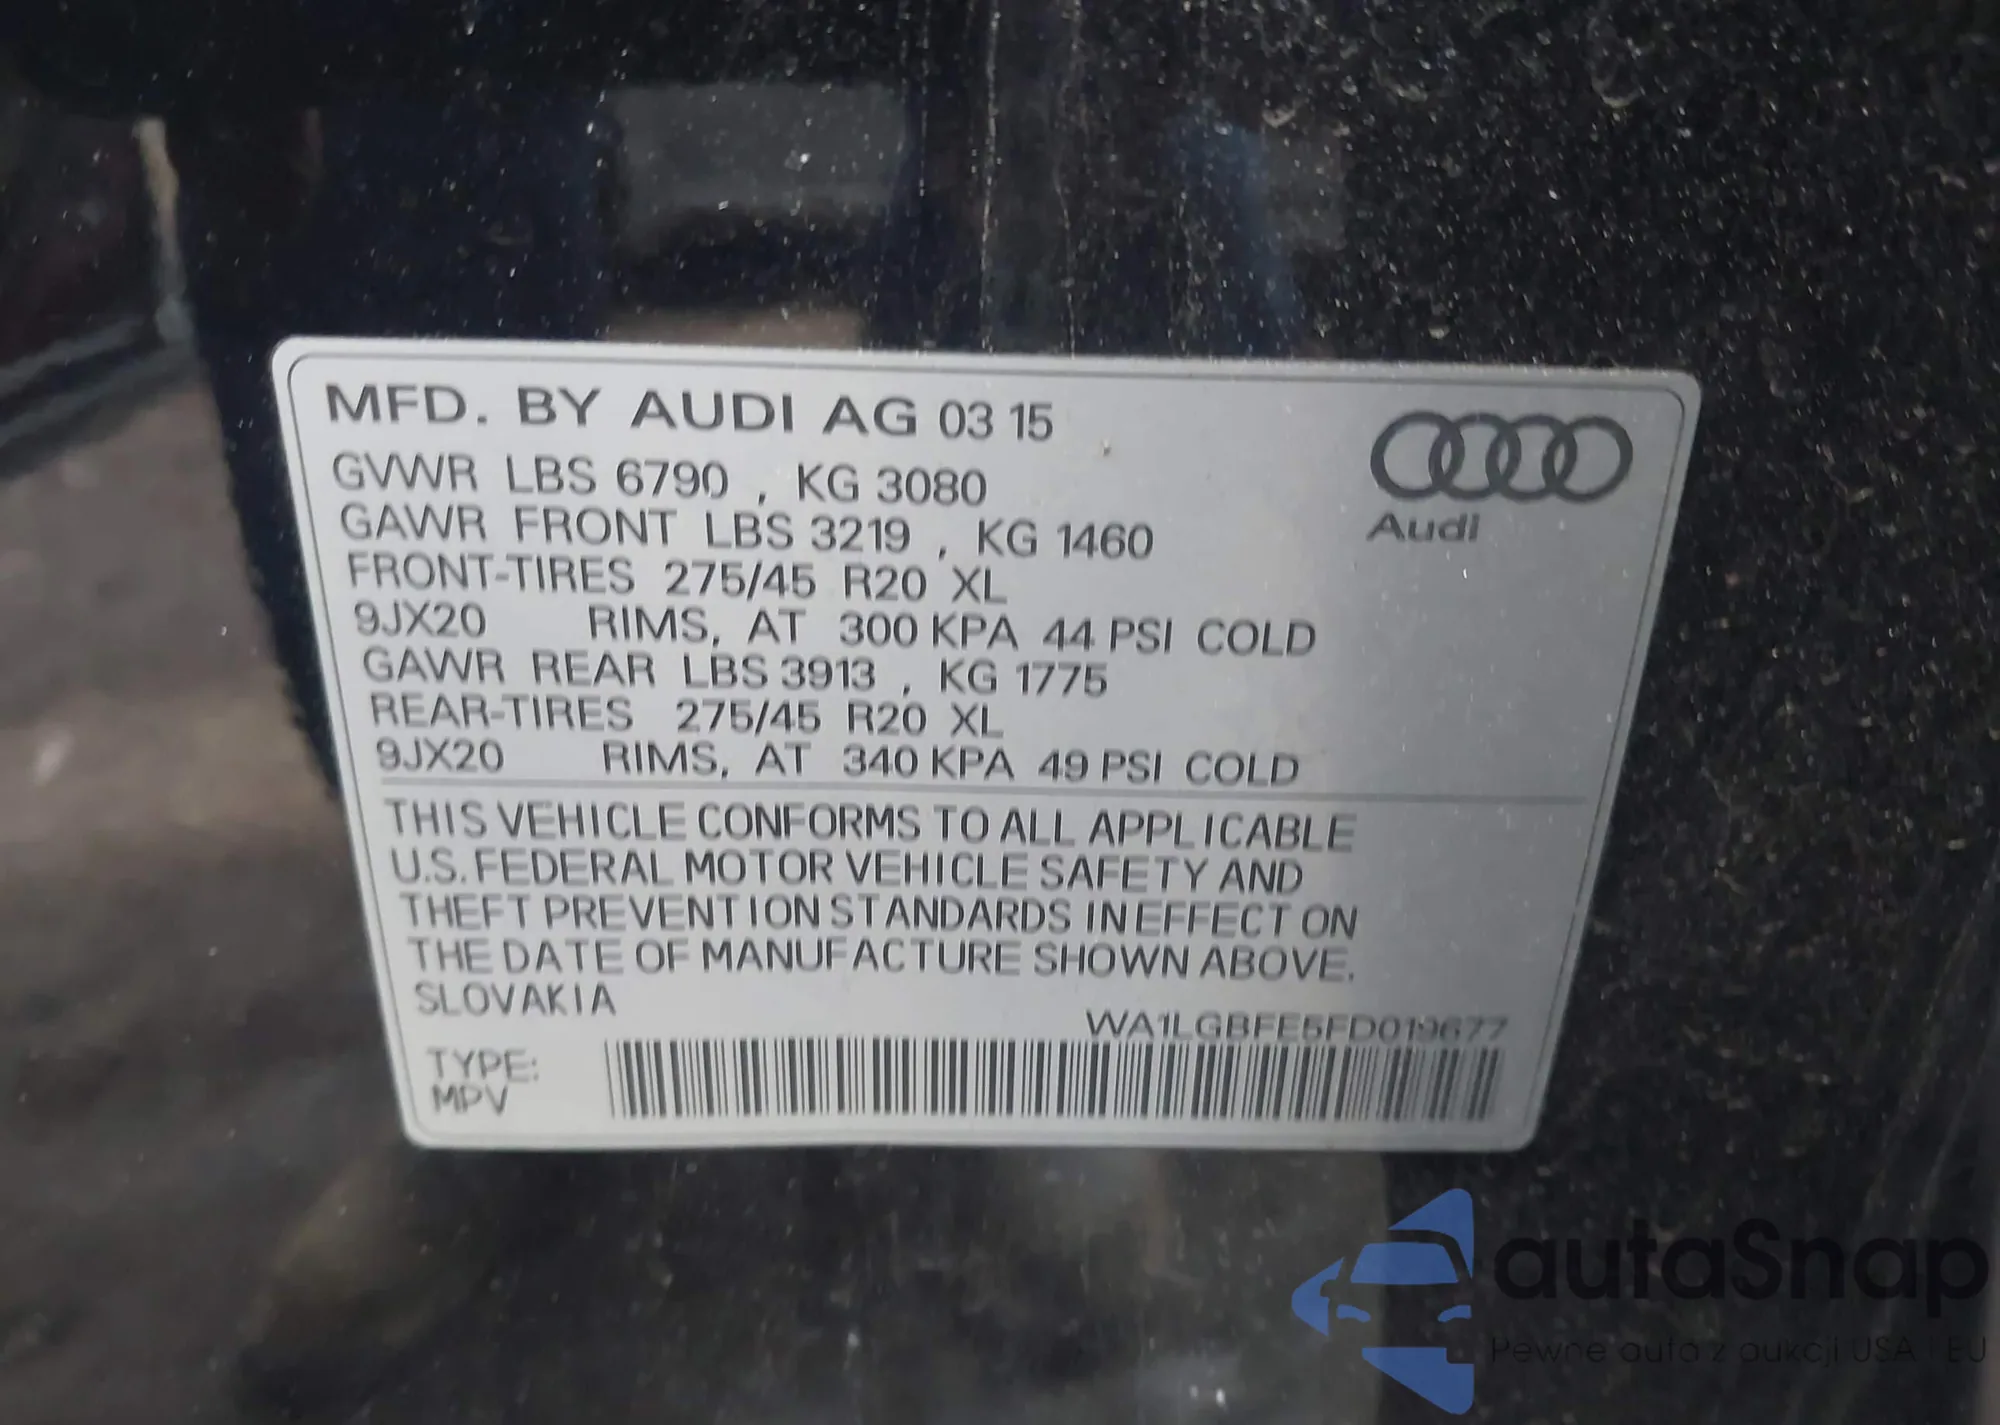 MFD. BY AUDI AG 03 15
GVWR LBS 6790 , KG 3080
GAWR FRONT LBS 3219 , KG 1460
FRONT-TIRES 275/45 R20 XL
9JX20 RIMS, AT 300 KPA 44 PSI COLD
GAWR REAR LBS 3913 , KG 1775
REAR-TIRES 275/45 R20 XL
9JX20 RIMS, AT 340 KPA 49 PSI COLD
Audi
THIS VEHICLE CONFORMS TO ALL APPLICABLE
U.S. FEDERAL MOTOR VEHICLE SAFETY AND
THEFT PREVENTION STANDARDS IN EFFECT ON
THE DATE OF MANUFACTURE SHOWN ABOVE.
SLOVAKIA
WA1LGBFE5FD019677
TYPE:
MPV
autaSnap
Pewne auta z aukcji USA i EU